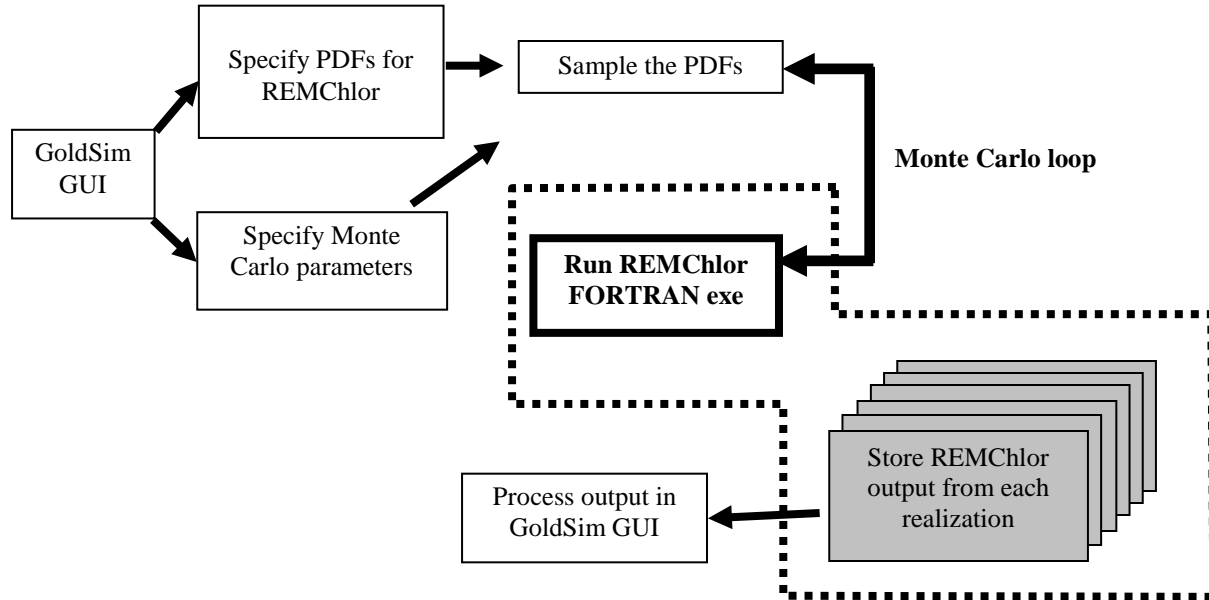 Specify PDFs for
REMChlor
Sample the PDFs
GoldSim
GUI
Monte Carlo loop
Specify Monte
Carlo parameters
Run REMChlor
FORTRAN exe
Store REMChlor
output from each
realization
Process output in
GoldSim GUI